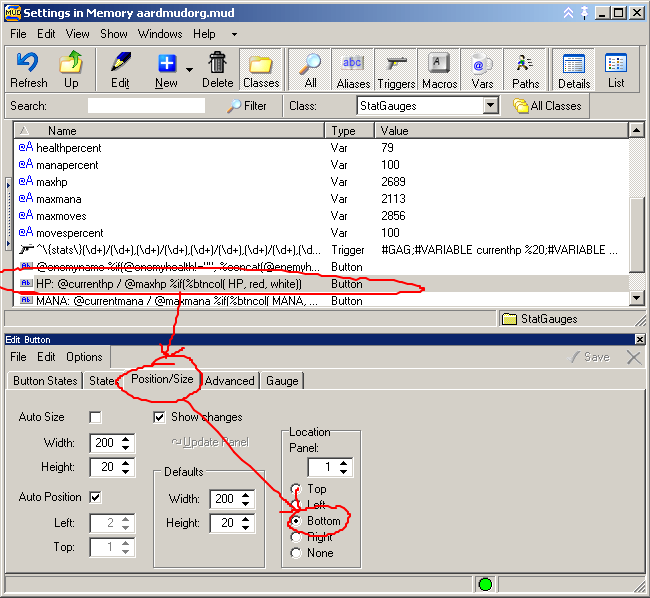 MUD Settings in Memory aardmudorg.mud
File Edit View Show Windows Help
Refresh Up Edit New Delete Classes All Aliases Triggers Macros Vars Paths Details List
Search: Filter Class: StatGauges All Classes
Name Type Value
@A healthpercent Var 79
@A manapercent Var 100
@A maxhp Var 2689
@A maxmana Var 2113
@A maxmoves Var 2856
@A movespercent Var 100
^\{stats\}(\d+)/(\d+),(\d+)/(\d+),(\d+)/(\d+),(\d+)/(\d+),(\d... Trigger #GAG;#VARIABLE currenthp %20;#VARIABLE ...
Ab @enemyname %if(@enemyhealth!="", %concat(@enemyh... Button
Ab HP: @currenthp / @maxhp %if(%btncol( HP, red, white)) Button
Ab MANA: @currentmana / @maxmana %if(%btncol( MANA, ... Button
StatGauges
Edit Button
File Edit Options Save
Button States States Position/Size Advanced Gauge
Auto Size Show changes
Width: 200 Update Panel
Height: 20
Auto Position
Left: 2
Top: 1
Defaults
Width: 200
Height: 20
Location
Panel:
1
Top
Left
Bottom
Right
None